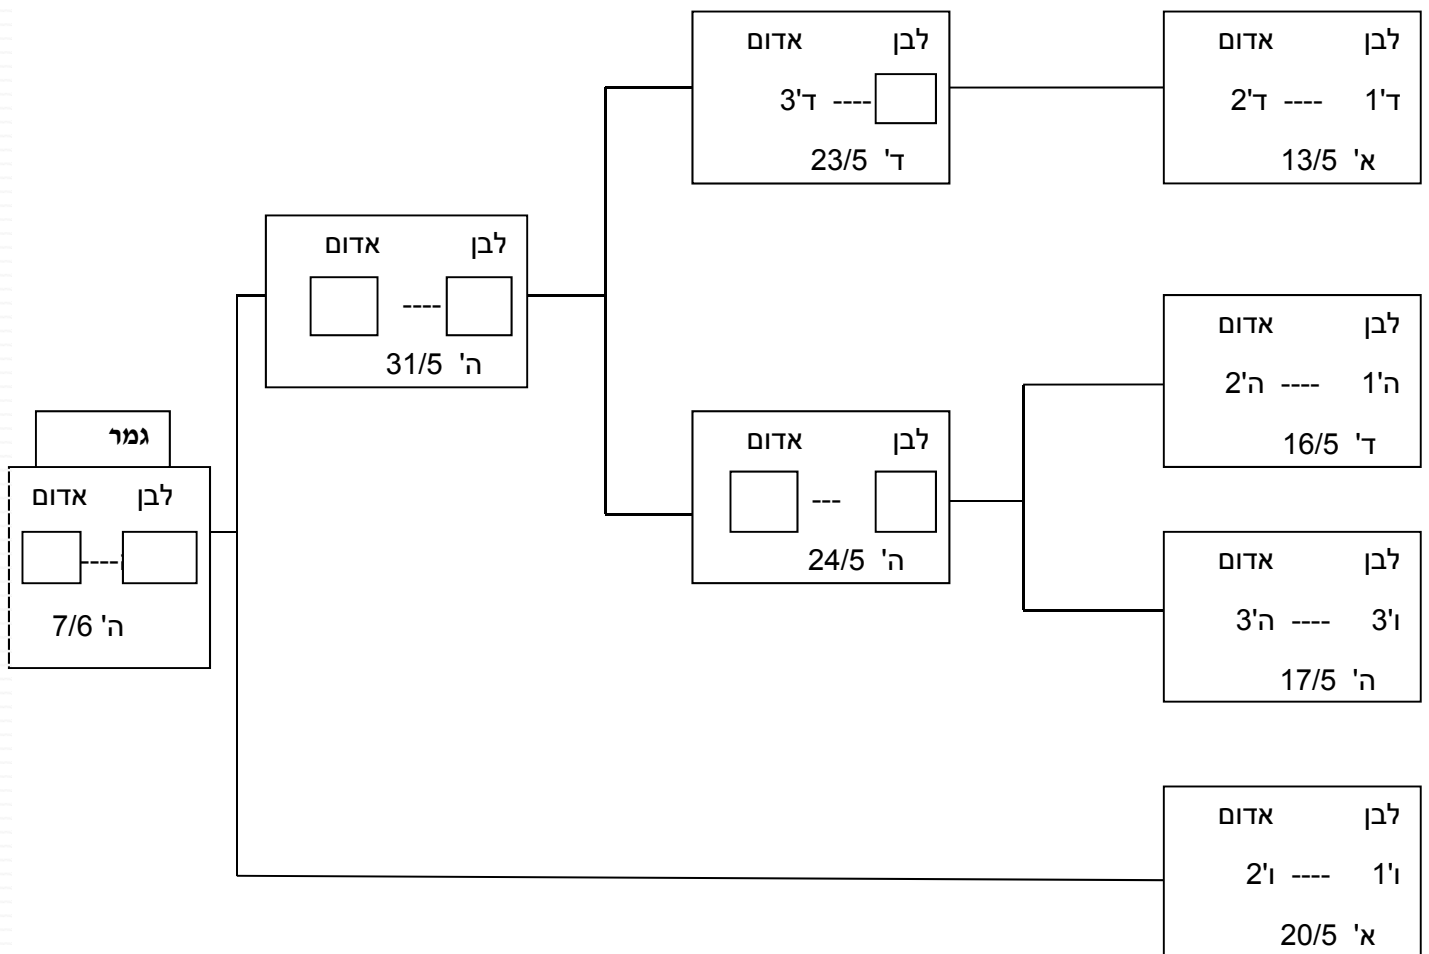 לבן אדום
ד'1 ---- ד'2
א' 13/5
לבן אדום
ה'1 ---- ה'2
ד' 16/5
לבן אדום
ו'3 ---- ה'3
ה' 17/5
לבן אדום
ו'1 ---- ו'2
א' 20/5
לבן אדום
---- ד'3
ד' 23/5
לבן אדום
---
ה' 24/5
לבן אדום
----
ה' 31/5
גמר
לבן אדום
----
ה' 7/6